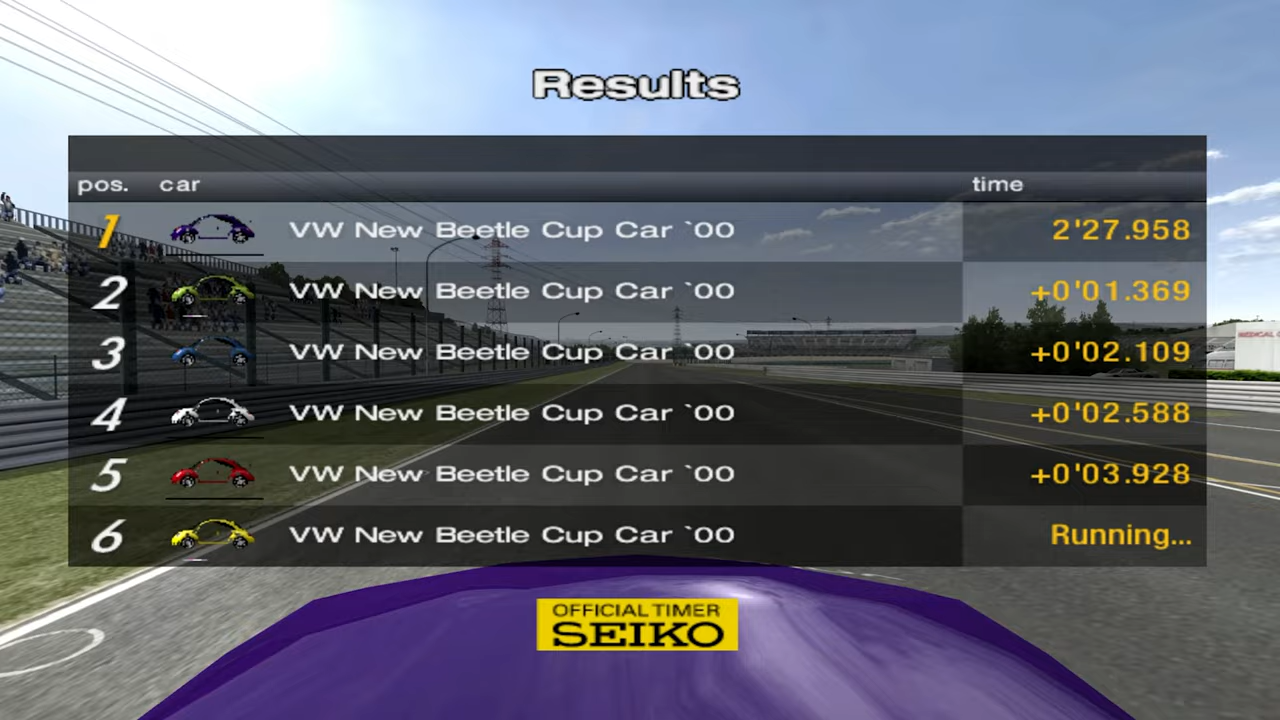 Results
pos. car time
1 VW New Beetle Cup Car `00 2'27.958
2 VW New Beetle Cup Car `00 +0'01.369
3 VW New Beetle Cup Car `00 +0'02.109
4 VW New Beetle Cup Car `00 +0'02.588
5 VW New Beetle Cup Car `00 +0'03.928
6 VW New Beetle Cup Car `00 Running...
MEDICAL
OFFICIAL TIMER
SEIKO